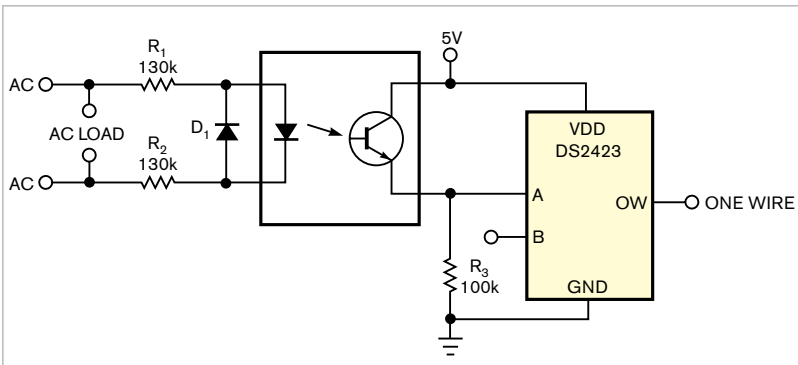 R₁
130k
AC
AC LOAD
D₁
R₂
130k
AC
5V
VDD
DS2423
A
OW
ONE WIRE
B
R₃
100k
GND